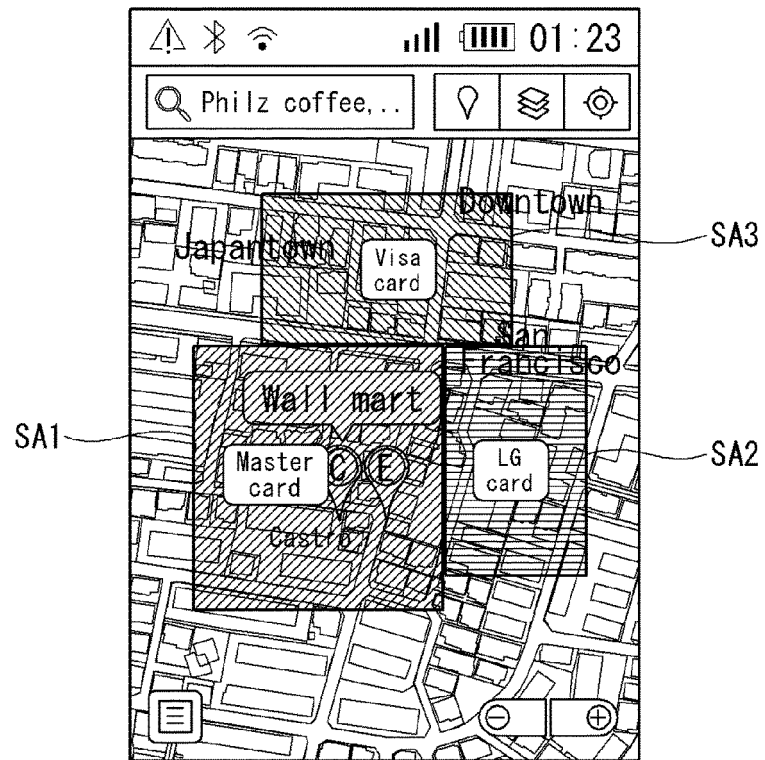 01:23
Philz coffee,..
Downtown
Japantown
Visa
card
SA3
San
Francisco
Wall mart
SA1
Master
card
C
E
LG
card
SA2
Castro